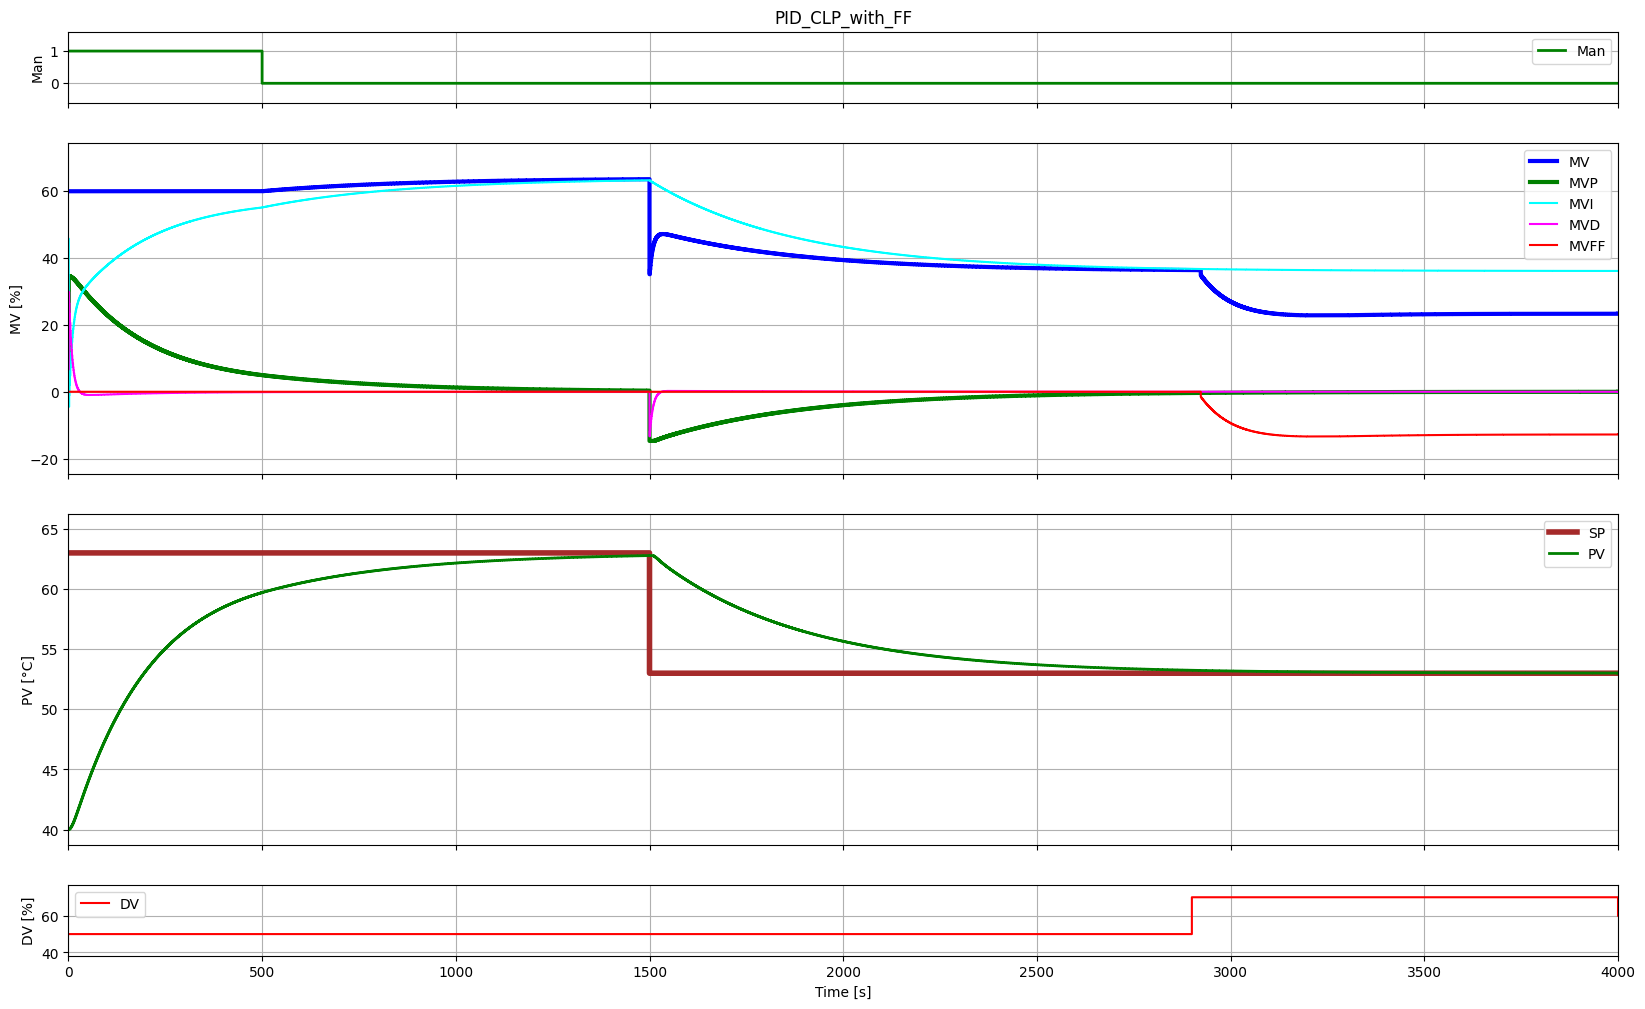 PID_CLP_with_FF
Man
1
0
Man
MV [%]
60
40
20
0
−20
MV
MVP
MVI
MVD
MVFF
PV [°C]
65
60
55
50
45
40
SP
PV
DV [%]
60
40
DV
0 500 1000 1500 2000 2500 3000 3500 4000
Time [s]